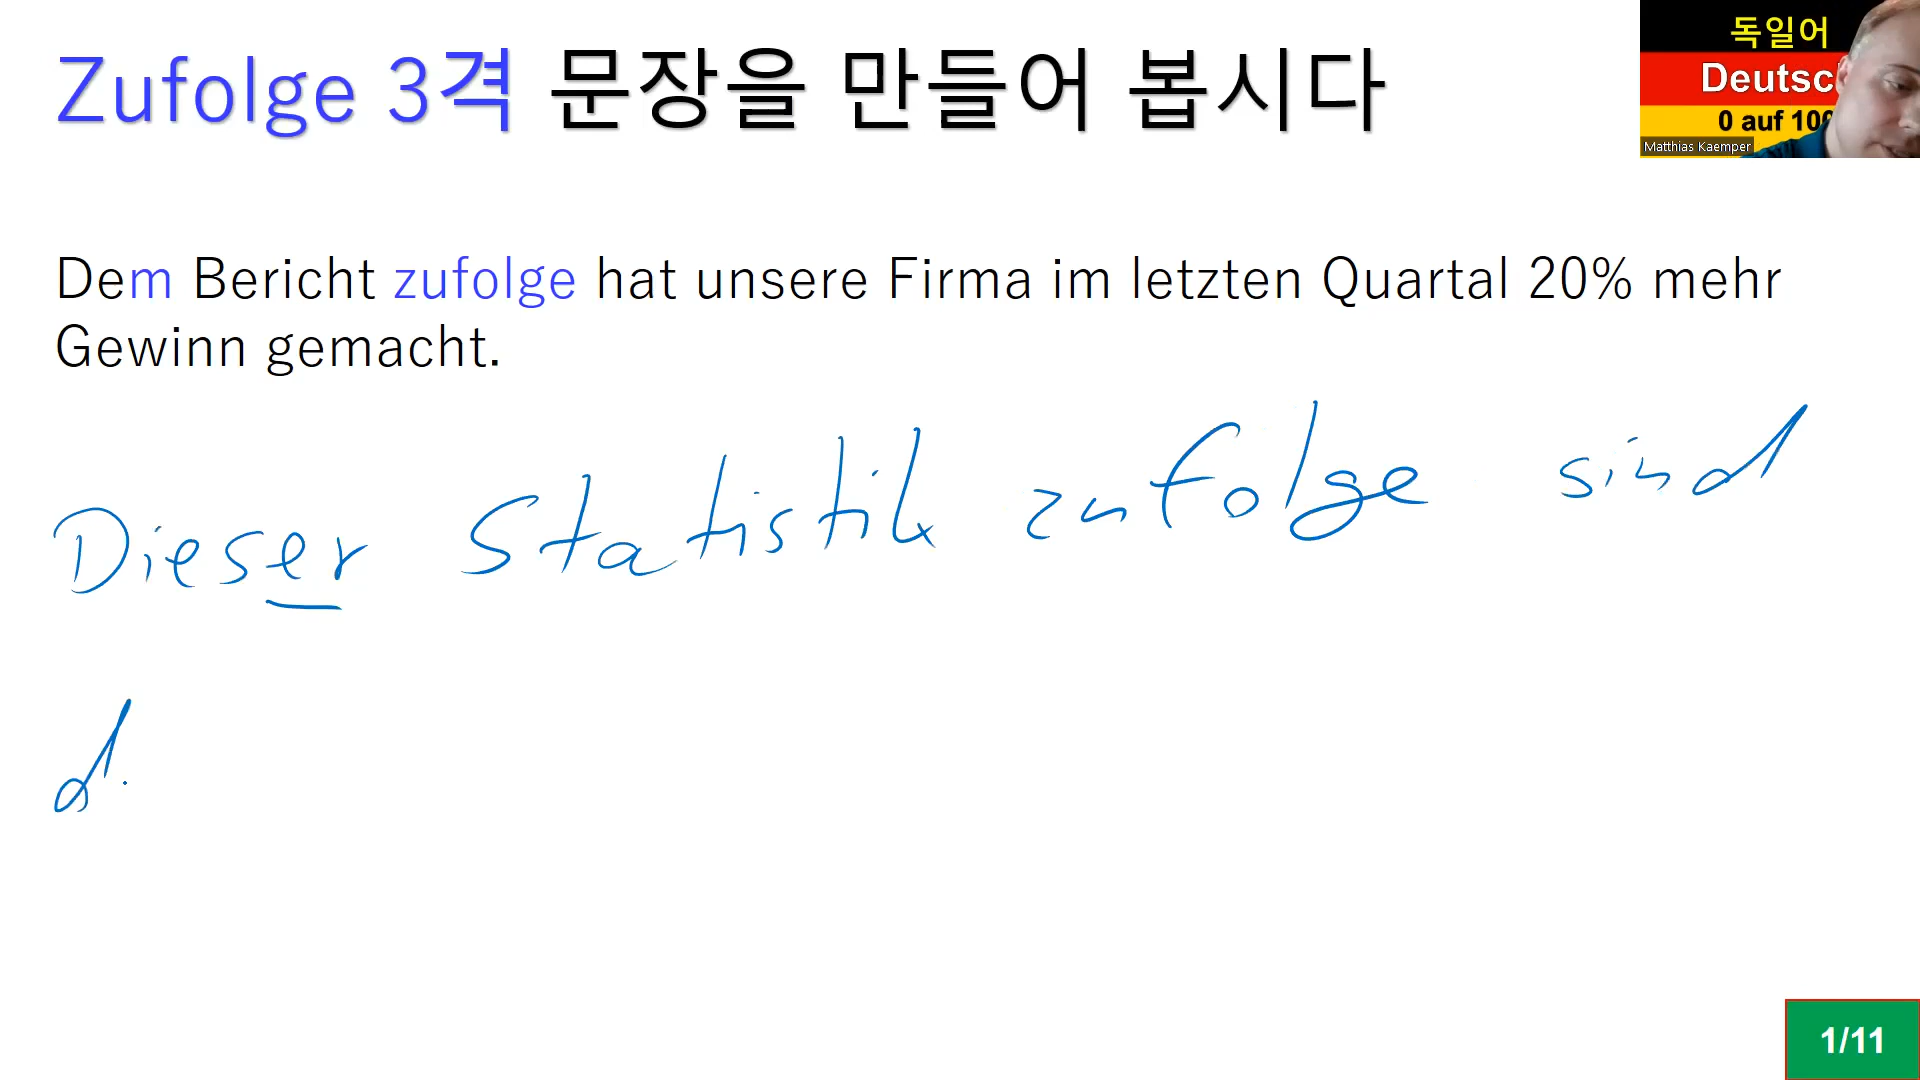 Zufolge 3격 문장을 만들어 봅시다
독일어
Deutsc
0 auf 100
Matthias Kaemper
Dem Bericht zufolge hat unsere Firma im letzten Quartal 20% mehr
Gewinn gemacht.
Dieser Statistik zufolge sind
d
1/11